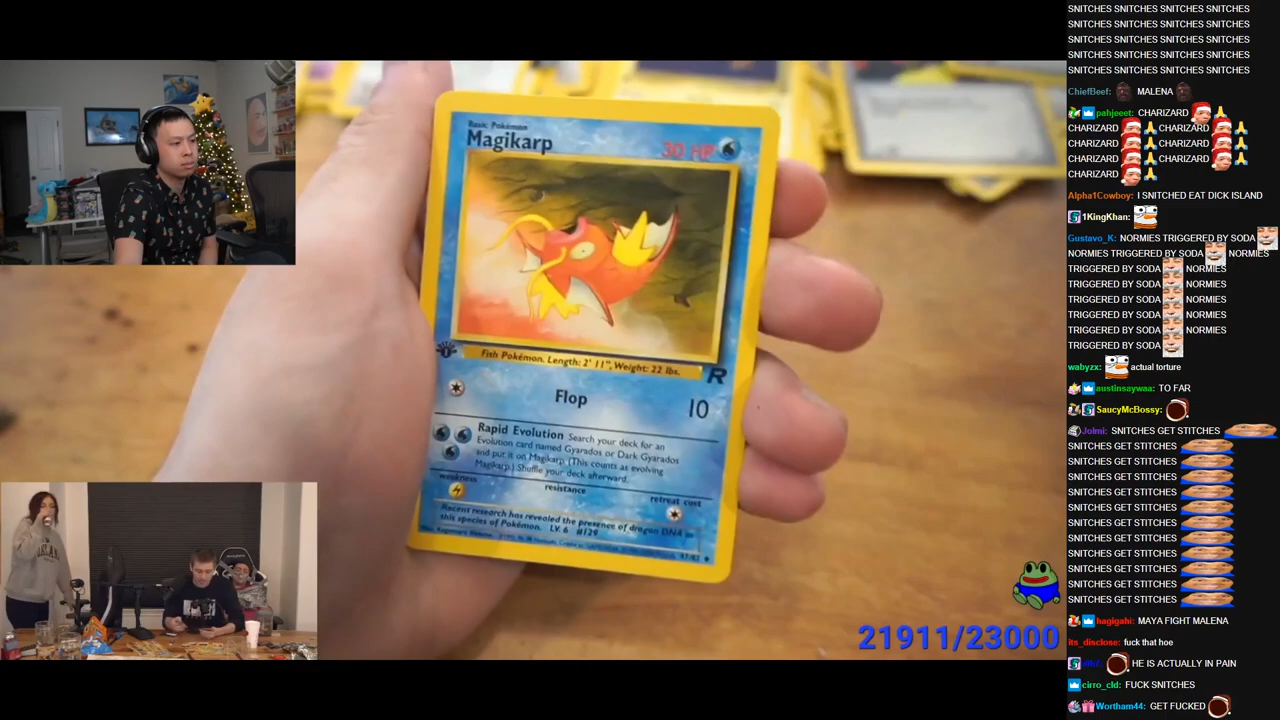 Basic Pokémon
Magikarp
30 HP
Fish Pokémon. Length: 2' 11", Weight: 22 lbs.
R
Flop
10
Rapid Evolution Search your deck for an
Evolution card named Gyarados or Dark Gyarados
and put it on Magikarp. (This counts as evolving
Magikarp.) Shuffle your deck afterward.
weakness
resistance
retreat cost
Recent research has revealed the presence of dragon DNA in
this species of Pokémon. LV. 6 #129
21911/23000
SNITCHES SNITCHES SNITCHES SNITCHES
SNITCHES SNITCHES SNITCHES SNITCHES
SNITCHES SNITCHES SNITCHES SNITCHES
SNITCHES SNITCHES SNITCHES SNITCHES
SNITCHES SNITCHES SNITCHES SNITCHES
ChiefBeef: MALENA
pahjeeet: CHARIZARD
CHARIZARD CHARIZARD
CHARIZARD CHARIZARD
CHARIZARD CHARIZARD
CHARIZARD
Alpha1Cowboy: I SNITCHED EAT DICK ISLAND
1KingKhan:
Gustavo_K: NORMIES TRIGGERED BY SODA
NORMIES TRIGGERED BY SODA NORMIES
TRIGGERED BY SODA NORMIES
TRIGGERED BY SODA NORMIES
TRIGGERED BY SODA NORMIES
TRIGGERED BY SODA NORMIES
TRIGGERED BY SODA NORMIES
TRIGGERED BY SODA
wabyzx: actual torture
austinsaywaa: TO FAR
SaucyMcBossy:
Jolmi: SNITCHES GET STITCHES
SNITCHES GET STITCHES
SNITCHES GET STITCHES
SNITCHES GET STITCHES
SNITCHES GET STITCHES
SNITCHES GET STITCHES
SNITCHES GET STITCHES
SNITCHES GET STITCHES
SNITCHES GET STITCHES
SNITCHES GET STITCHES
SNITCHES GET STITCHES
SNITCHES GET STITCHES
hagigahi: MAYA FIGHT MALENA
its_disclose: fuck that hoe
HE IS ACTUALLY IN PAIN
cirro_cld: FUCK SNITCHES
Wortham44: GET FUCKED